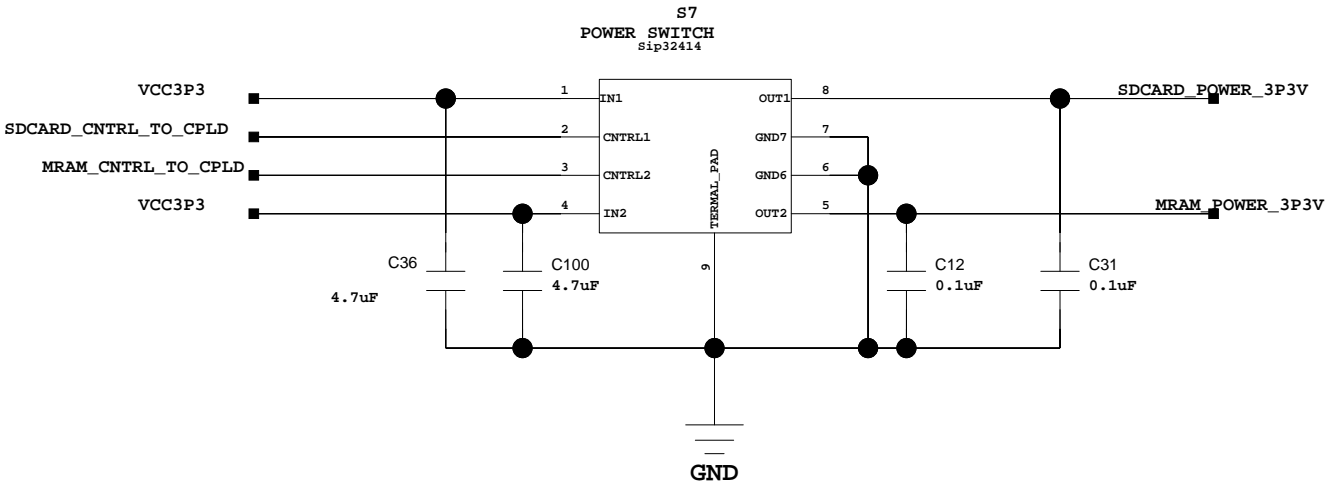 S7
POWER SWITCH
Sip32414
VCC3P3
1
IN1
OUT1
8
SDCARD_POWER_3P3V
SDCARD_CNTRL_TO_CPLD
2
CNTRL1
GND7
7
MRAM_CNTRL_TO_CPLD
3
CNTRL2
GND6
6
VCC3P3
4
IN2
OUT2
5
MRAM_POWER_3P3V
TERMAL_PAD
9
C36
4.7uF
C100
4.7uF
C12
0.1uF
C31
0.1uF
GND